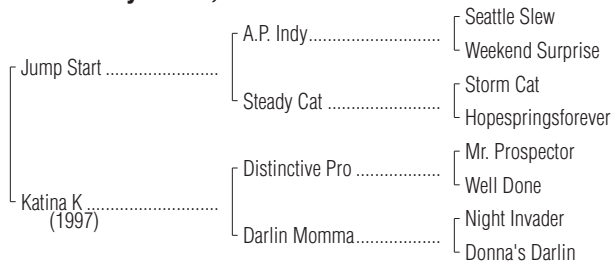 Seattle Slew
A.P. Indy
Weekend Surprise
Jump Start
Storm Cat
Steady Cat
Hopespringsforever
Mr. Prospector
Distinctive Pro
Well Done
Katina K
(1997)
Night Invader
Darlin Momma
Donna's Darlin